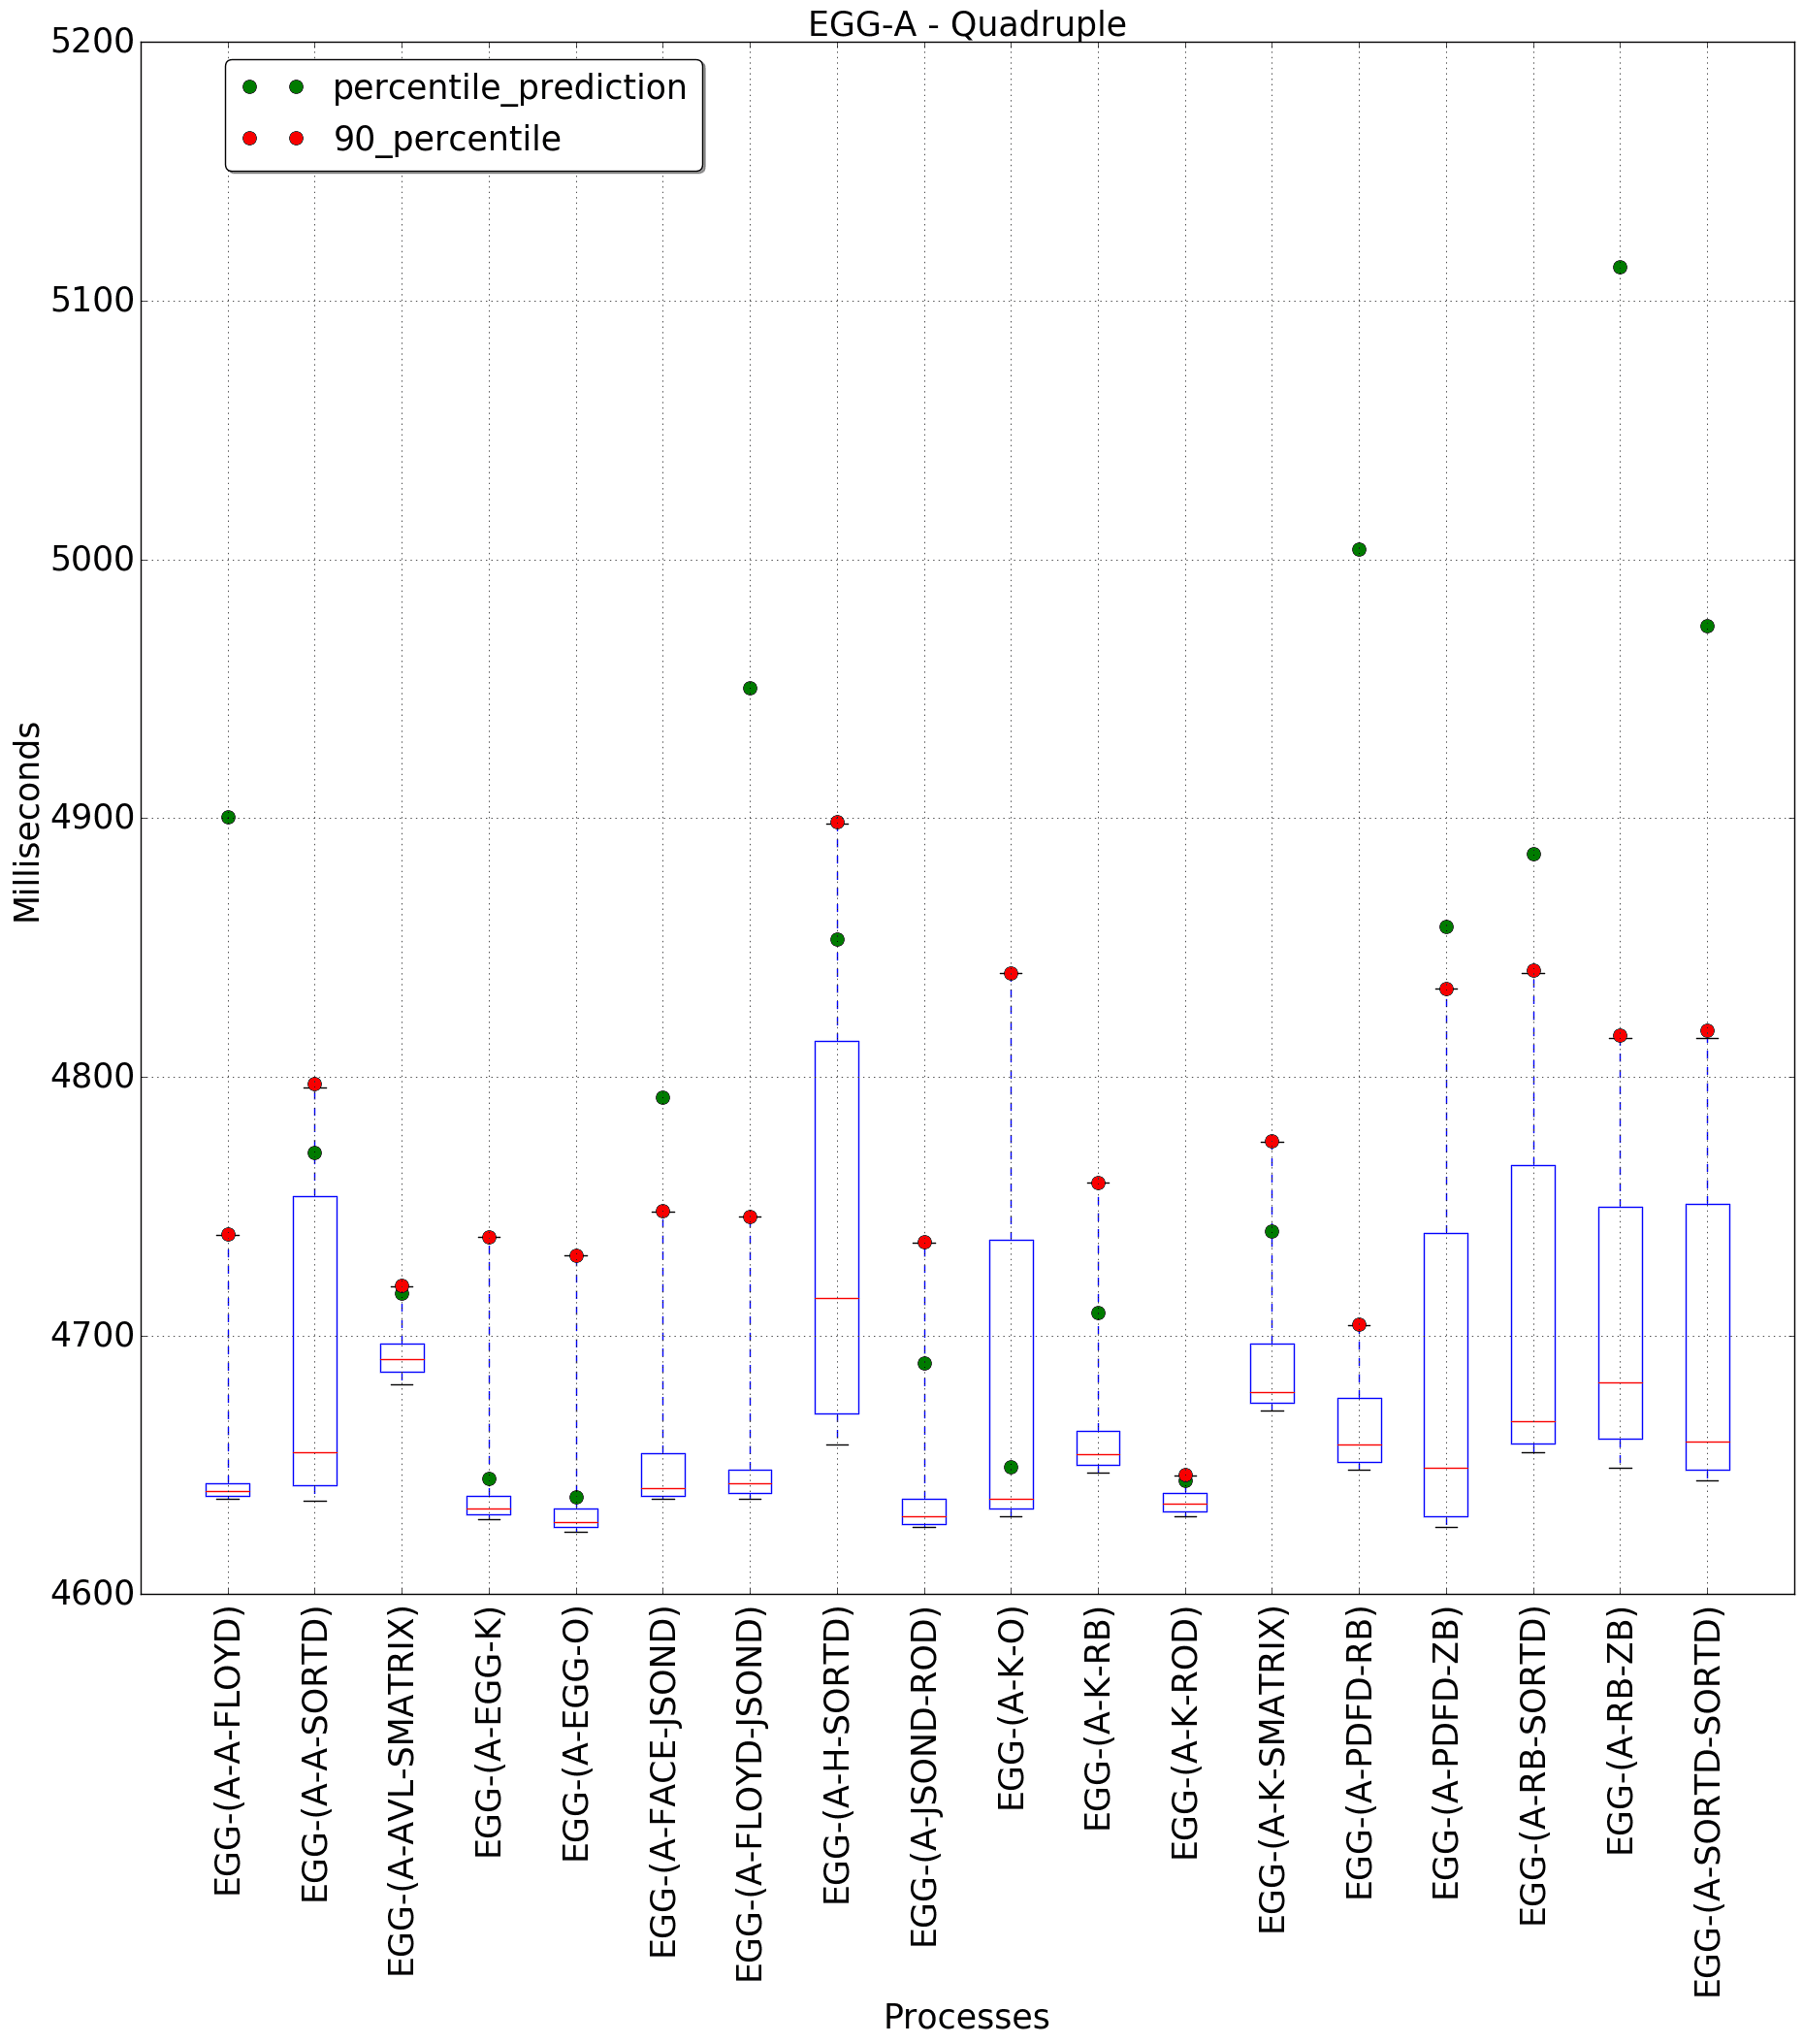 EGG-A - Quadruple
percentile_prediction
90_percentile
5200
5100
5000
4900
4800
4700
4600
Milliseconds
EGG-(A-A-FLOYD)
EGG-(A-A-SORTD)
EGG-(A-AVL-SMATRIX)
EGG-(A-EGG-K)
EGG-(A-EGG-O)
EGG-(A-FACE-JSOND)
EGG-(A-FLOYD-JSOND)
EGG-(A-H-SORTD)
EGG-(A-JSOND-ROD)
EGG-(A-K-O)
EGG-(A-K-RB)
EGG-(A-K-ROD)
EGG-(A-K-SMATRIX)
EGG-(A-PDFD-RB)
EGG-(A-PDFD-ZB)
EGG-(A-RB-SORTD)
EGG-(A-RB-ZB)
EGG-(A-SORTD-SORTD)
Processes